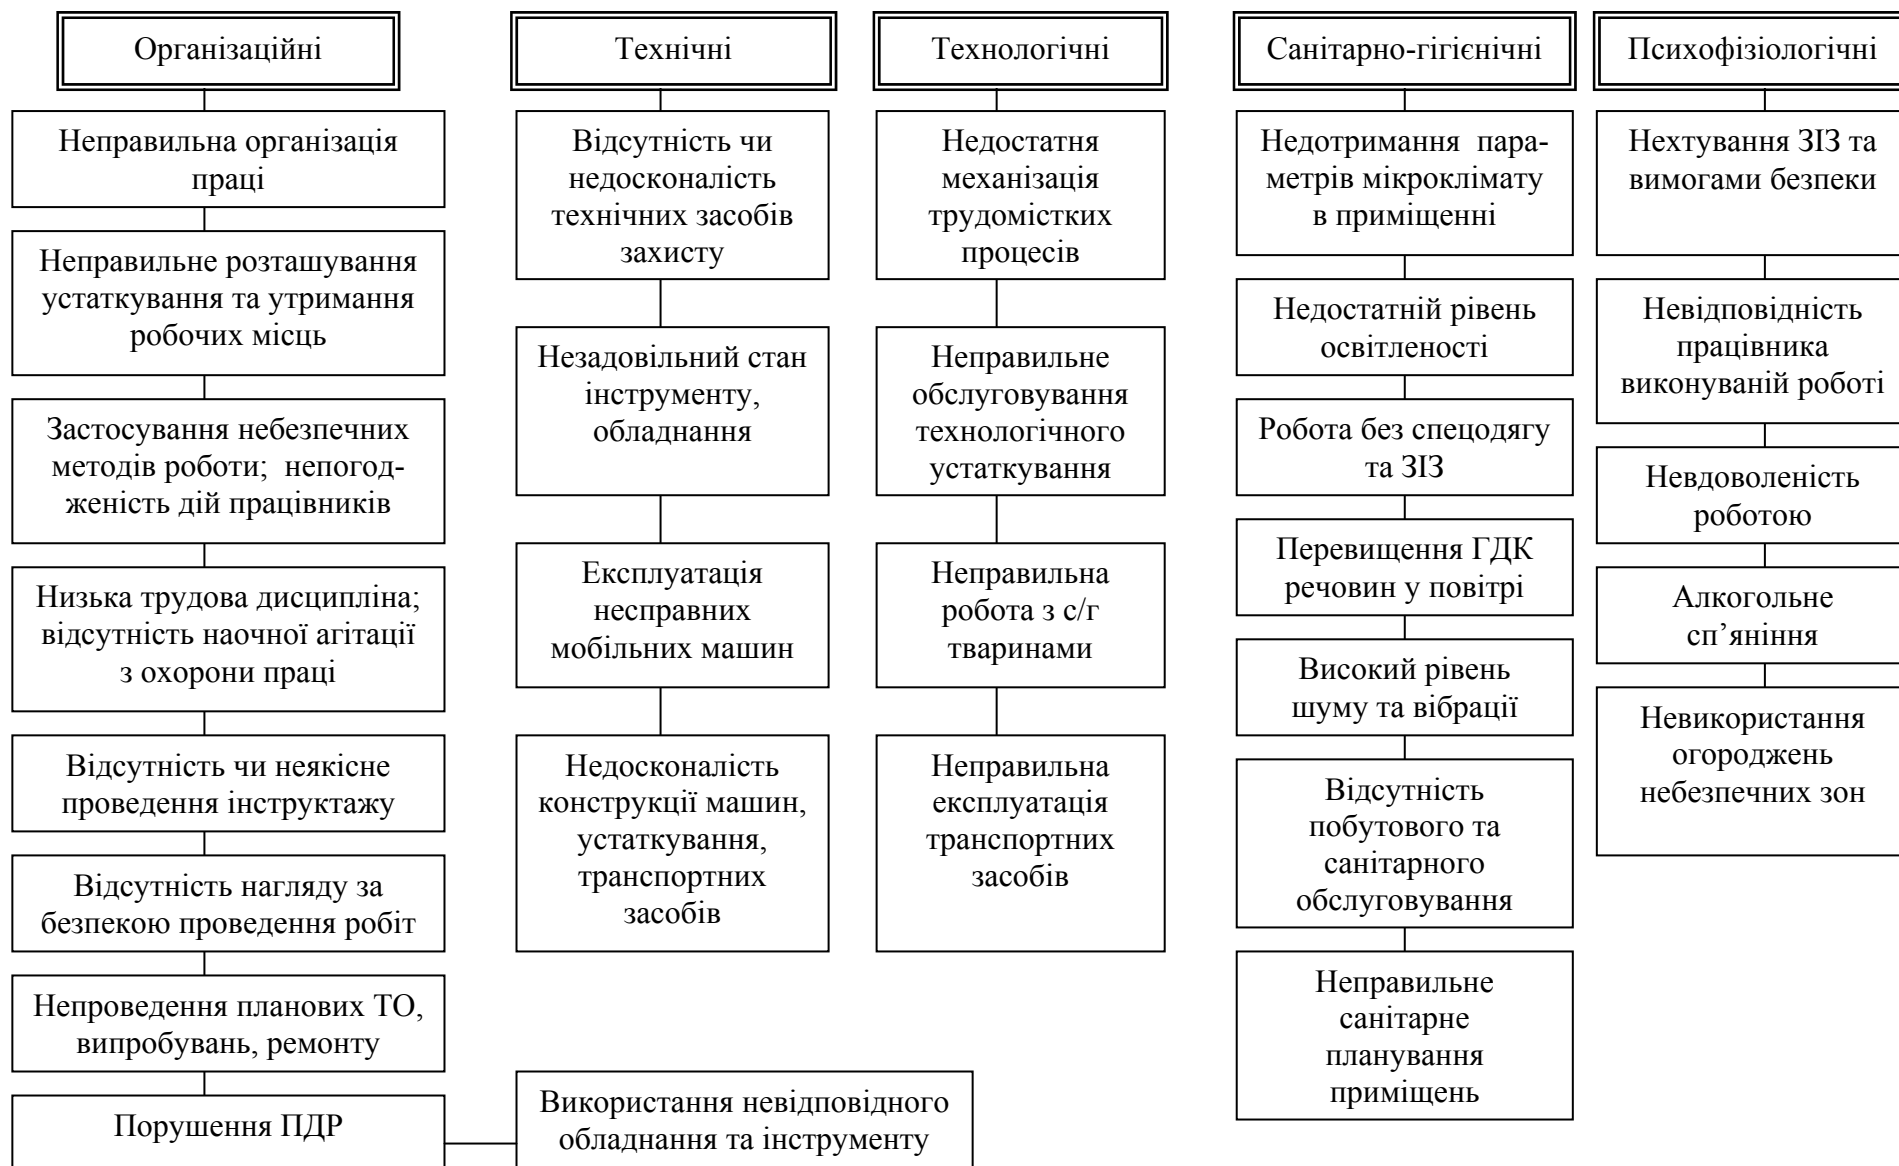 Організаційні
Неправильна організація
праці
Неправильне розташування
устаткування та утримання
робочих місць
Застосування небезпечних
методів роботи;  непогод-
женість дій працівників
Низька трудова дисципліна;
відсутність наочної агітації
з охорони праці
Відсутність чи неякісне
проведення інструктажу
Відсутність нагляду за
безпекою проведення робіт
Непроведення планових ТО,
випробувань, ремонту
Порушення ПДР
Використання невідповідного
обладнання та інструменту
Технічні
Відсутність чи
недосконалість
технічних засобів
захисту
Незадовільний стан
інструменту,
обладнання
Експлуатація
несправних
мобільних машин
Недосконалість
конструкції машин,
устаткування,
транспортних
засобів
Технологічні
Недостатня
механізація
трудомістких
процесів
Неправильне
обслуговування
технологічного
устаткування
Неправильна
робота з с/г
тваринами
Неправильна
експлуатація
транспортних
засобів
Санітарно-гігієнічні
Недотримання  пара-
метрів мікроклімату
в приміщенні
Недостатній рівень
освітленості
Робота без спецодягу
та ЗІЗ
Перевищення ГДК
речовин у повітрі
Високий рівень
шуму та вібрації
Відсутність
побутового та
санітарного
обслуговування
Неправильне
санітарне
планування
приміщень
Психофізіологічні
Нехтування ЗІЗ та
вимогами безпеки
Невідповідність
працівника
виконуваній роботі
Невдоволеність
роботою
Алкогольне
сп’яніння
Невикористання
огороджень
небезпечних зон